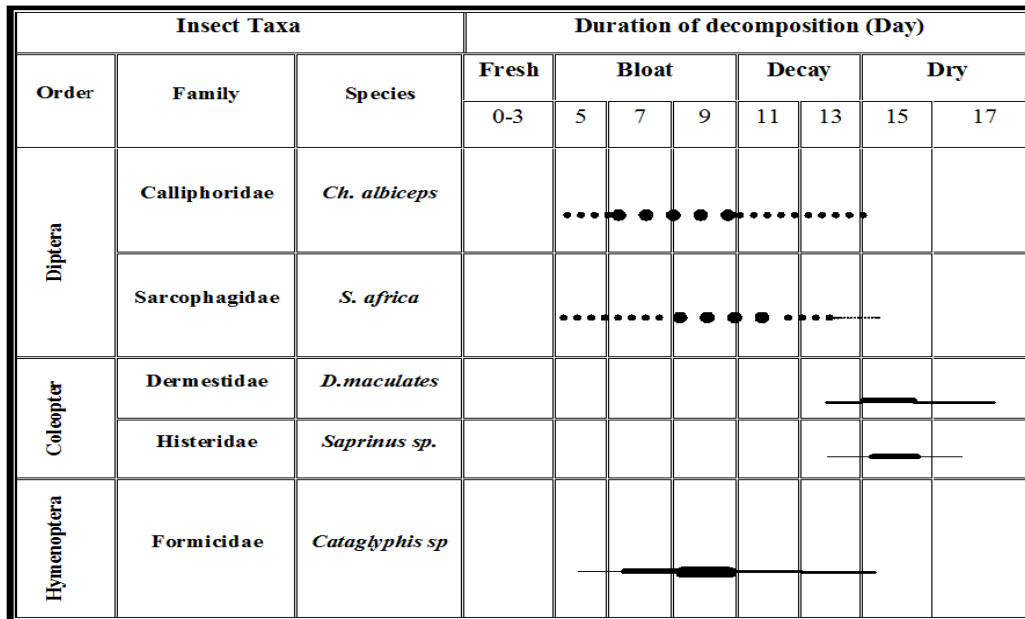 Insect Taxa
Duration of decomposition (Day)
Order
Family
Species
Fresh
Bloat
Decay
Dry
0-3
5
7
9
11
13
15
17
Diptera
Calliphoridae
Ch. albiceps
Sarcophagidae
S. africa
Coleopter
Dermestidae
D.maculates
Histeridae
Saprinus sp.
Hymenoptera
Formicidae
Cataglyphis sp